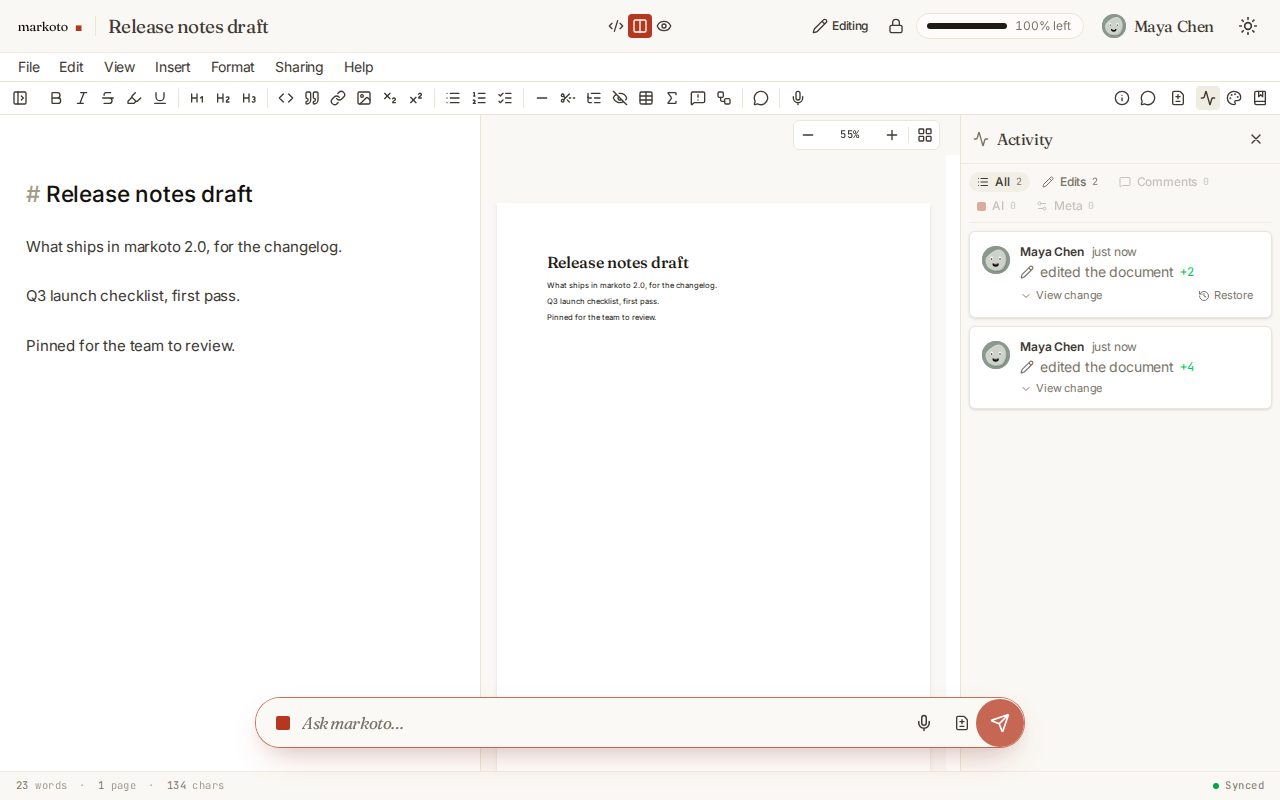 markoto
Release notes draft
Editing
100% left
Maya Chen
File Edit View Insert Format Sharing Help
H1 H2 H3
55%
# Release notes draft
What ships in markoto 2.0, for the changelog.
Q3 launch checklist, first pass.
Pinned for the team to review.
Release notes draft
What ships in markoto 2.0, for the changelog.
Q3 launch checklist, first pass.
Pinned for the team to review.
Activity
All 2 Edits 2 Comments 0
AI 0 Meta 0
Maya Chen just now
edited the document +2
View change Restore
Maya Chen just now
edited the document +4
View change
Ask markoto...
23 words · 1 page · 134 chars
Synced